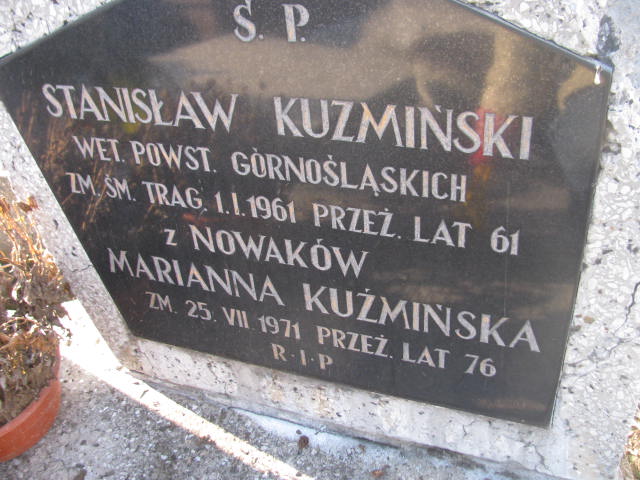 Ś. P.
STANISŁAW KUZMIŃSKI
WET. POWST. GÓRNOŚLĄSKICH
ZM. ŚM. TRAG. 1.I.1961 PRZEŻ. LAT 61
z NOWAKÓW
MARIANNA KUŹMIŃSKA
ZM. 25. VII 1971 PRZEŻ. LAT 76
R·I·P